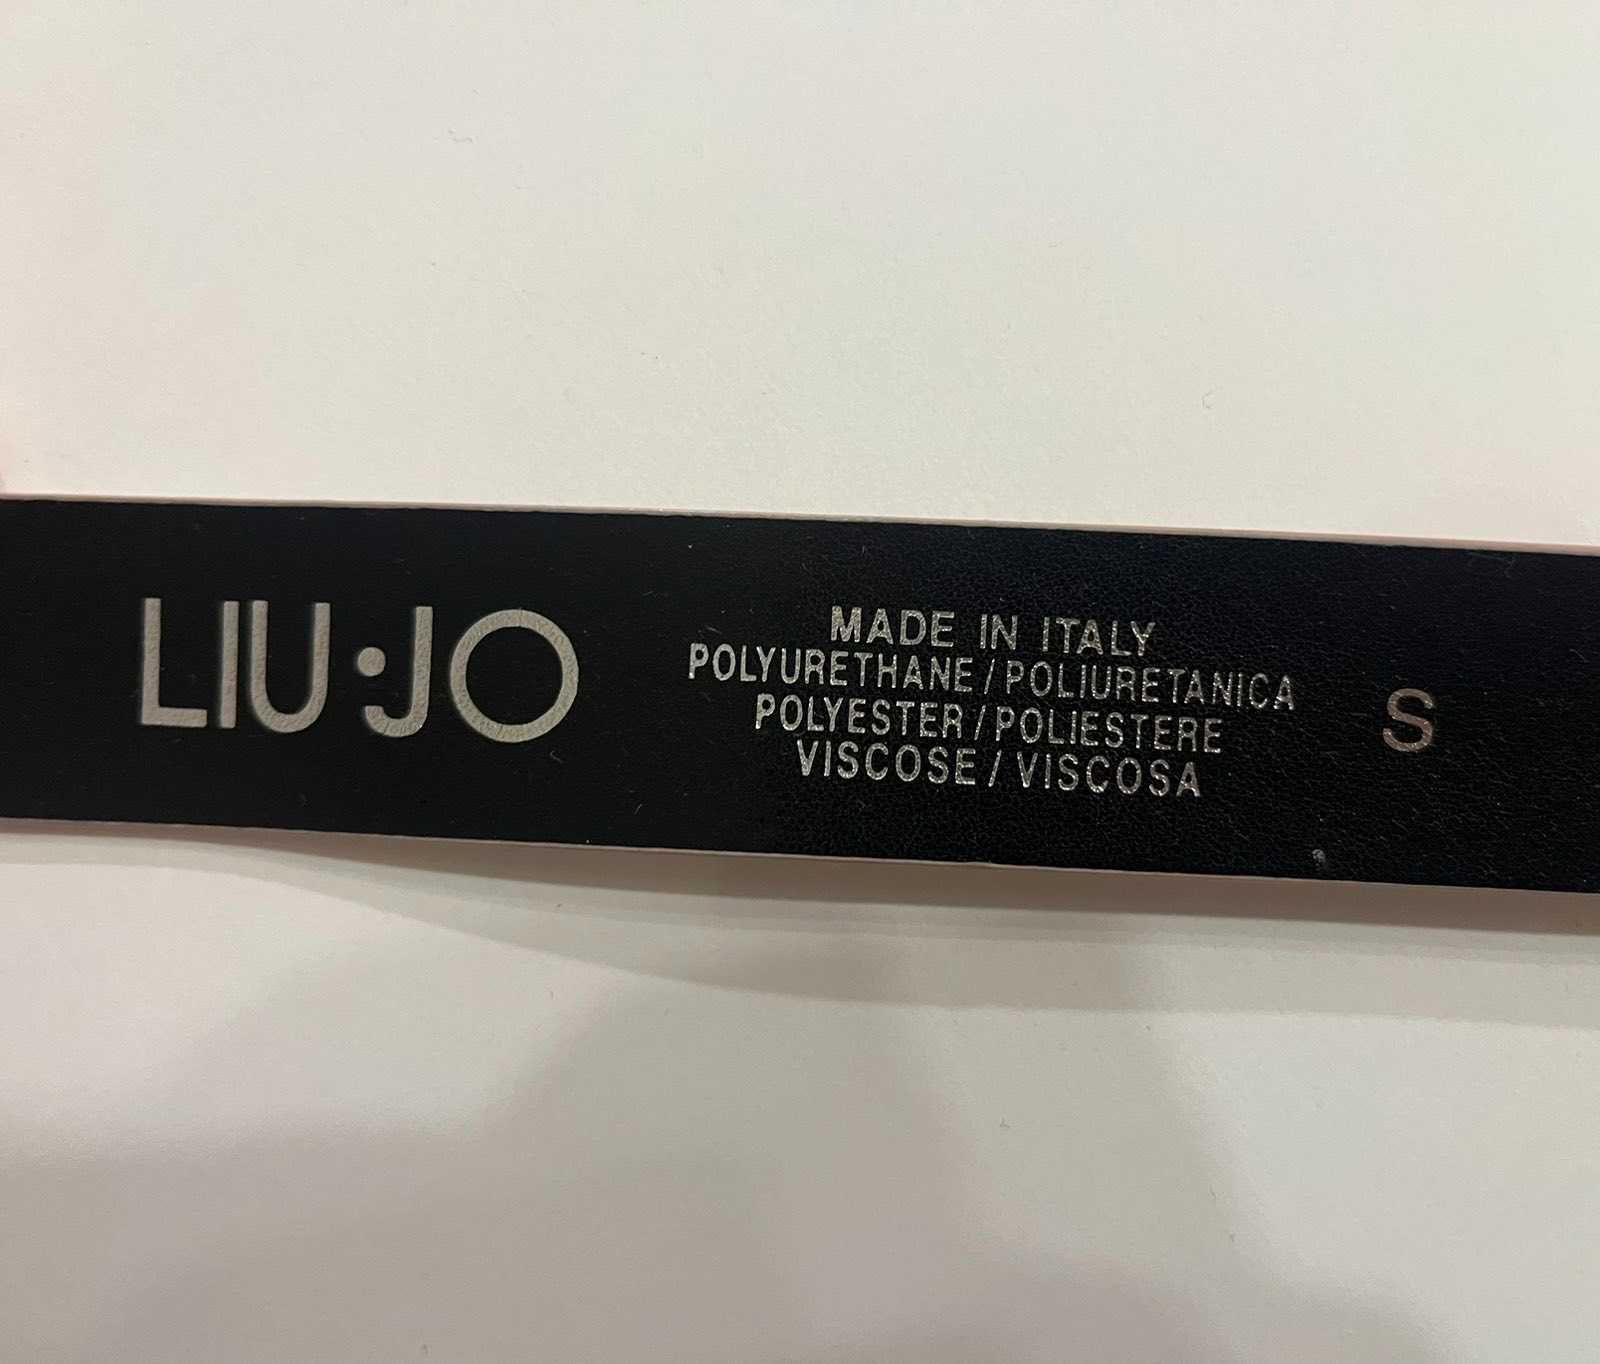 LIU·JO
MADE IN ITALY
POLYURETHANE/POLIURETANICA
POLYESTER/POLIESTERE
VISCOSE/VISCOSA
S